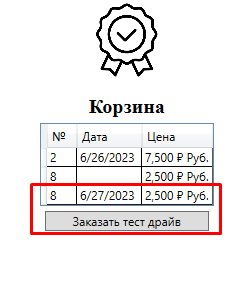 Корзина
№ Дата Цена
2 6/26/2023 7,500 ₽ Руб.
8 2,500 ₽ Руб.
8 6/27/2023 2,500 ₽ Руб.
Заказать тест драйв